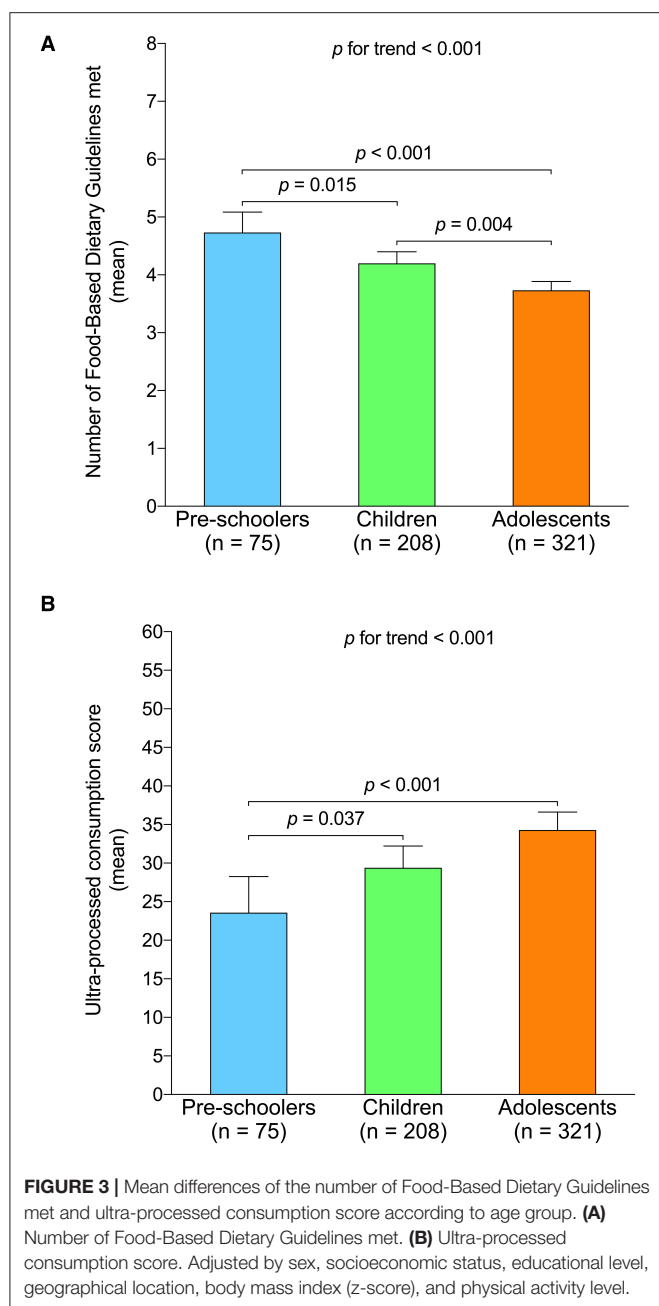 A
Number of Food-Based Dietary Guidelines met
(mean)
8
7
6
5
4
3
2
1
0
p for trend < 0.001
p < 0.001
p = 0.015
p = 0.004
Pre-schoolers
(n = 75)
Children
(n = 208)
Adolescents
(n = 321)
B
Ultra-processed consumption score
(mean)
60
55
50
45
40
35
30
25
20
15
10
5
0
p for trend < 0.001
p < 0.001
p = 0.037
Pre-schoolers
(n = 75)
Children
(n = 208)
Adolescents
(n = 321)
FIGURE 3 | Mean differences of the number of Food-Based Dietary Guidelines
met and ultra-processed consumption score according to age group. (A)
Number of Food-Based Dietary Guidelines met. (B) Ultra-processed
consumption score. Adjusted by sex, socioeconomic status, educational level,
geographical location, body mass index (z-score), and physical activity level.